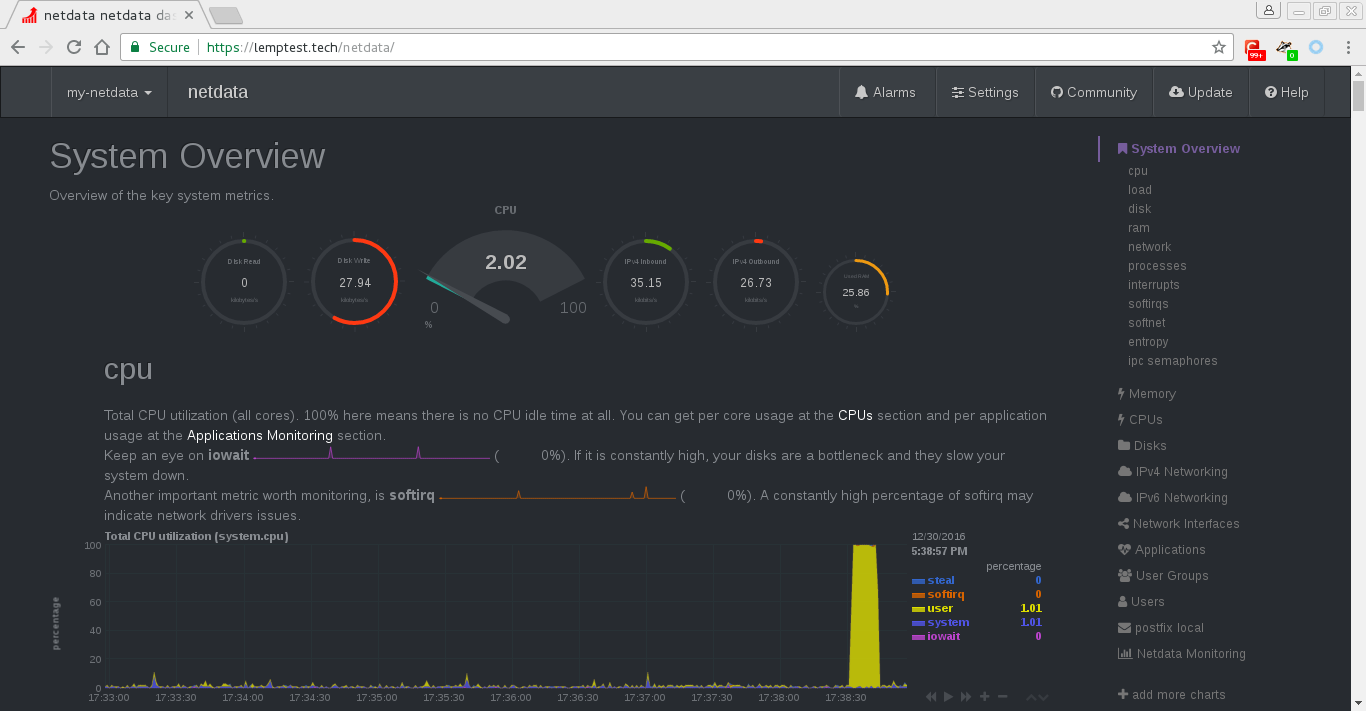 netdata netdata da
Secure https://lemptest.tech/netdata/
99+
0
my-netdata
netdata
Alarms
Settings
Community
Update
Help
System Overview
Overview of the key system metrics.
Disk Read
0
kilobytes/s
Disk Write
27.94
kilobytes/s
CPU
2.02
0
100
%
IPv4 Inbound
35.15
kilobits/s
IPv4 Outbound
26.73
kilobits/s
Used RAM
25.86
%
cpu
Total CPU utilization (all cores). 100% here means there is no CPU idle time at all. You can get per core usage at the CPUs section and per application
usage at the Applications Monitoring section.
Keep an eye on iowait ( 0%). If it is constantly high, your disks are a bottleneck and they slow your
system down.
Another important metric worth monitoring, is softirq ( 0%). A constantly high percentage of softirq may
indicate network drivers issues.
Total CPU utilization (system.cpu)
percentage
100
80
60
40
20
0
17:33:00 17:33:30 17:34:00 17:34:30 17:35:00 17:35:30 17:36:00 17:36:30 17:37:00 17:37:30 17:38:00 17:38:30
12/30/2016
5:38:57 PM
percentage
steal 0
softirq 0
user 1.01
system 1.01
iowait 0
System Overview
cpu
load
disk
ram
network
processes
interrupts
softirqs
softnet
entropy
ipc semaphores
Memory
CPUs
Disks
IPv4 Networking
IPv6 Networking
Network Interfaces
Applications
User Groups
Users
postfix local
Netdata Monitoring
add more charts